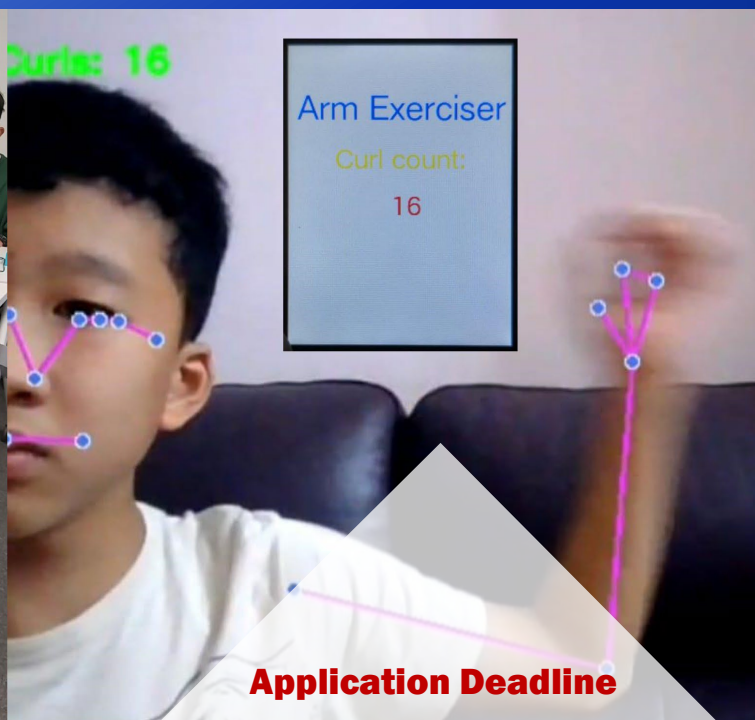 Curls: 16
Arm Exerciser
Curl count:
16
Application Deadline